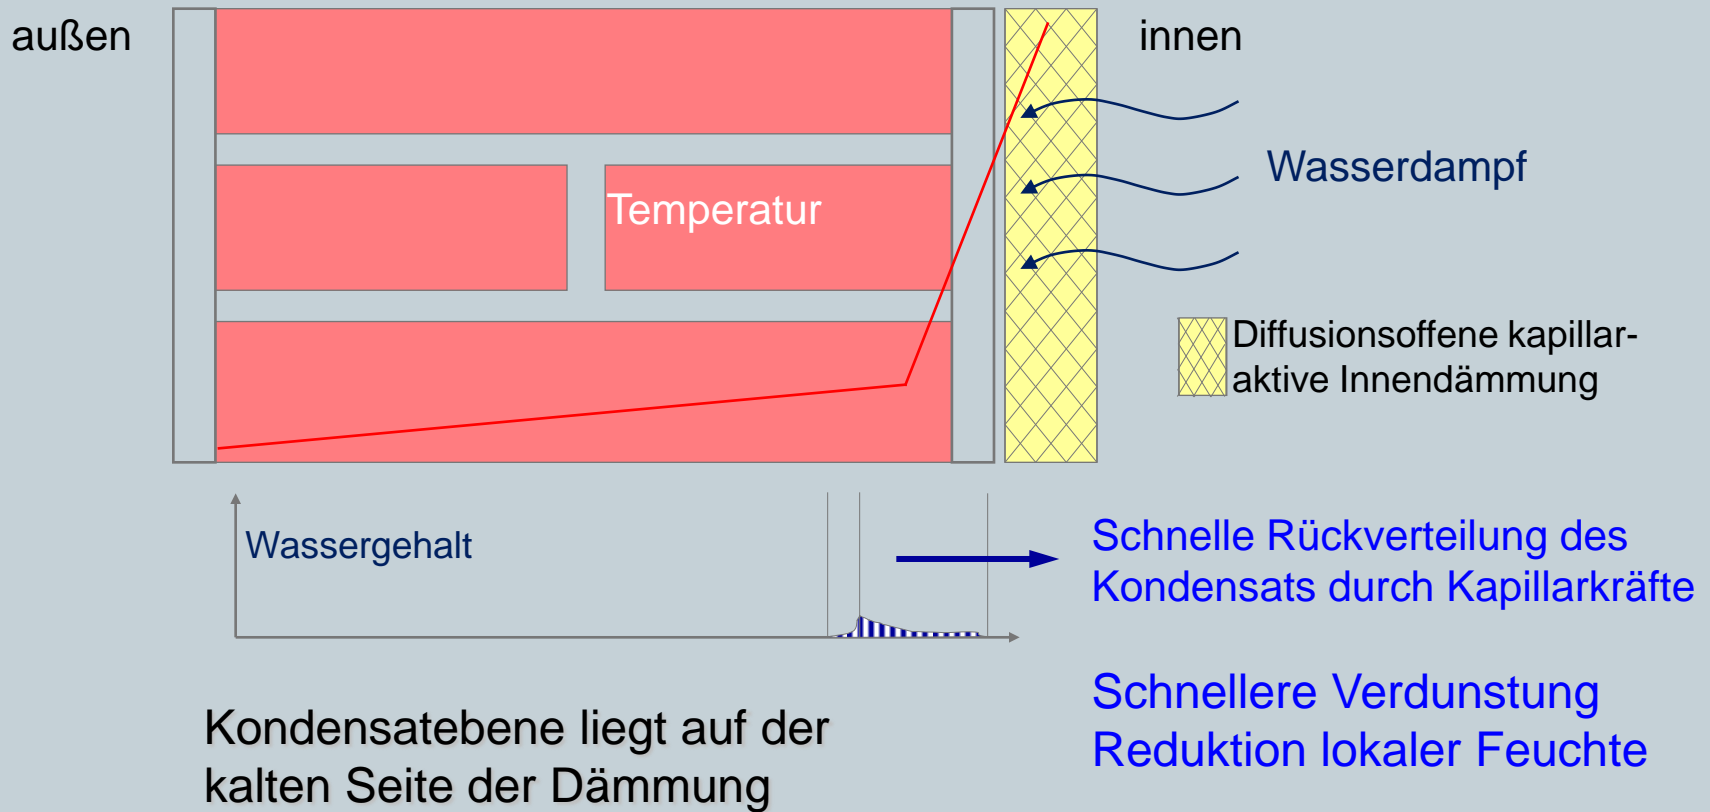 außen
innen
Wasserdampf
Temperatur
Diffusionsoffene kapillar-
aktive Innendämmung
Wassergehalt
Schnelle Rückverteilung des
Kondensats durch Kapillarkräfte
Schnellere Verdunstung
Reduktion lokaler Feuchte
Kondensatebene liegt auf der
kalten Seite der Dämmung